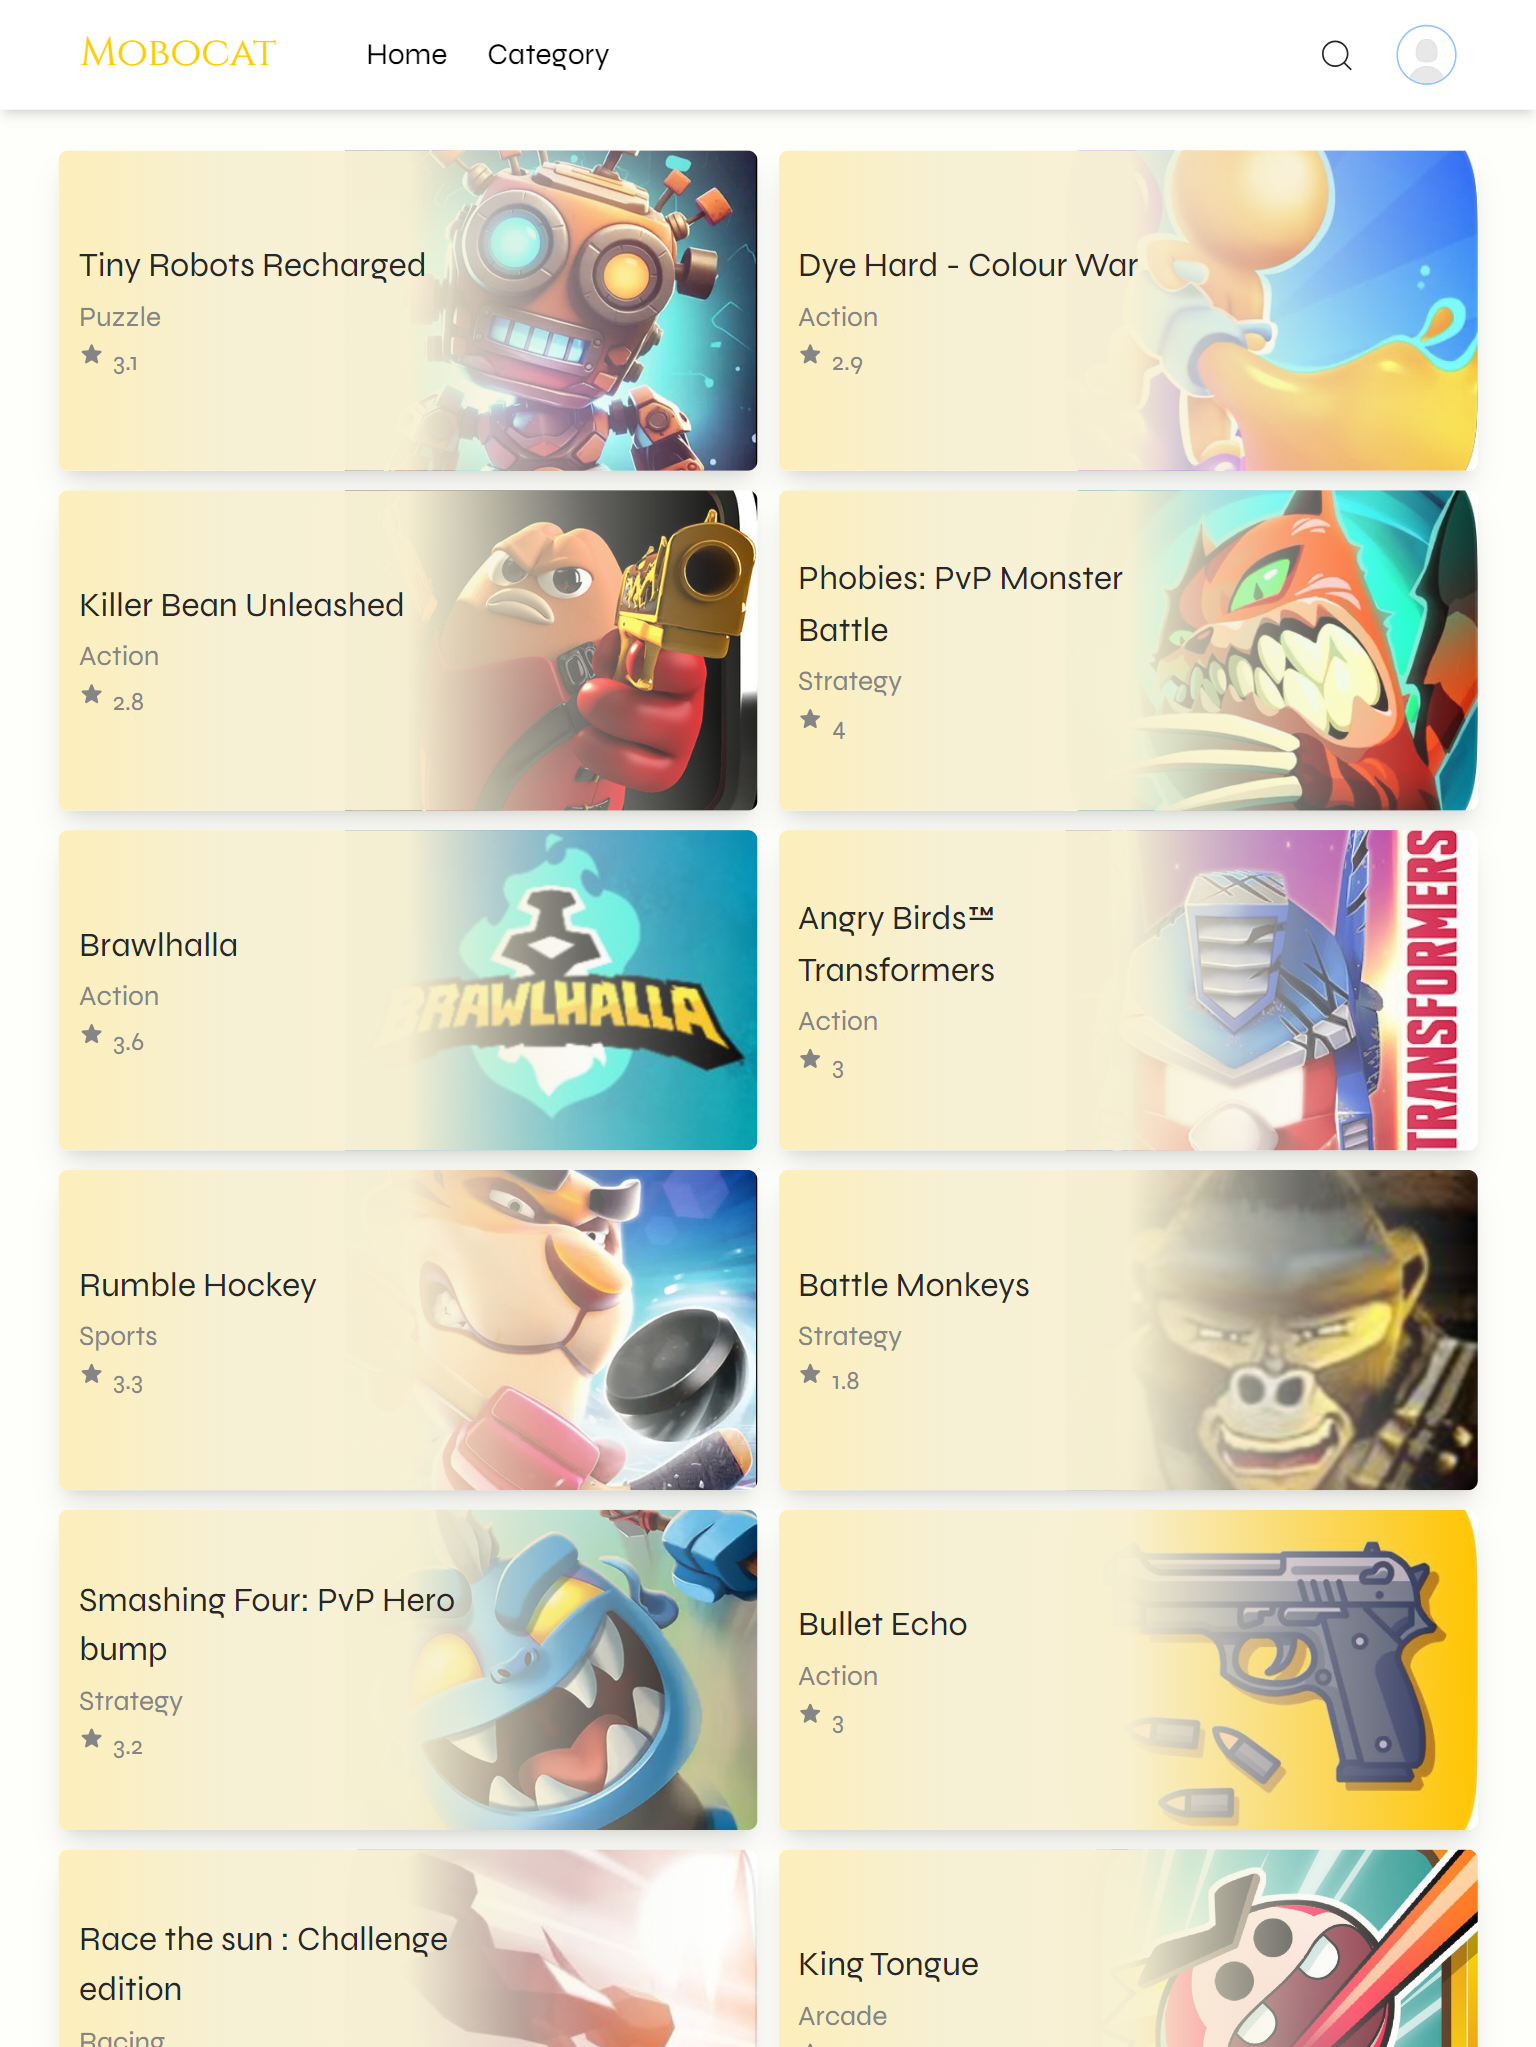 Mobocat
Home
Category
Tiny Robots Recharged
Puzzle
3.1
Dye Hard - Colour War
Action
2.9
Killer Bean Unleashed
Action
2.8
Phobies: PvP Monster
Battle
Strategy
4
Brawlhalla
Action
3.6
BRAWLHALLA
Angry Birds™
Transformers
Action
3
TRANSFORMERS
Rumble Hockey
Sports
3.3
Battle Monkeys
Strategy
1.8
Smashing Four: PvP Hero
bump
Strategy
3.2
Bullet Echo
Action
3
Race the sun : Challenge
edition
Racing
King Tongue
Arcade